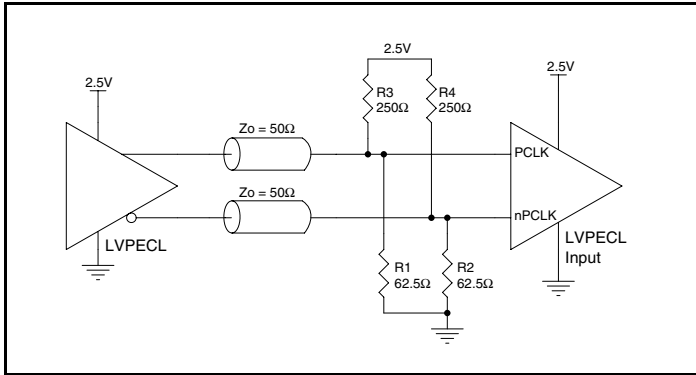 2.5V
2.5V
2.5V
R3
250Ω
R4
250Ω
Zo = 50Ω
PCLK
Zo = 50Ω
nPCLK
LVPECL
LVPECL
Input
R1
62.5Ω
R2
62.5Ω